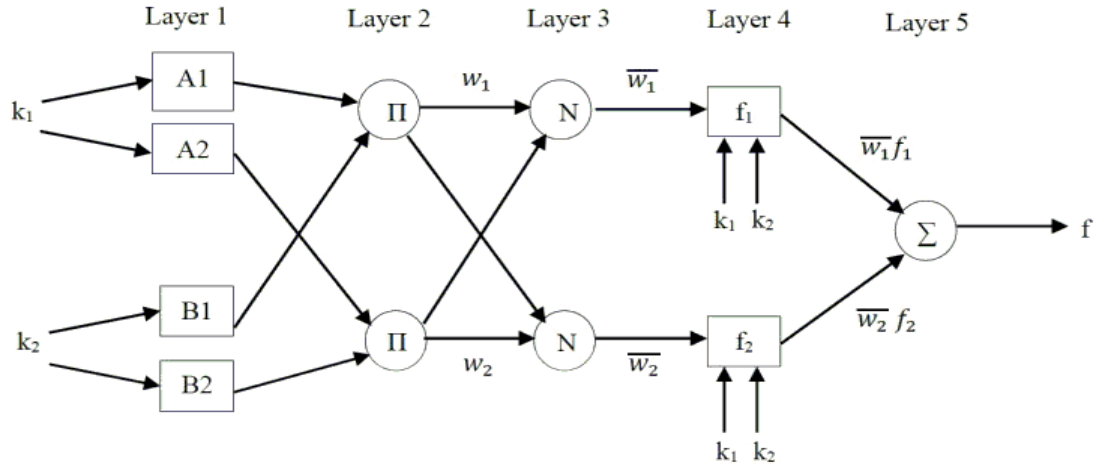 Layer 1 Layer 2 Layer 3 Layer 4 Layer 5
A1
k₁
A2
Π
w₁
N
w̅₁
f₁
k₁ k₂
w̅₁f₁
Σ
f
B1
k₂
B2
Π
w₂
N
w̅₂
f₂
k₁ k₂
w̅₂ f₂